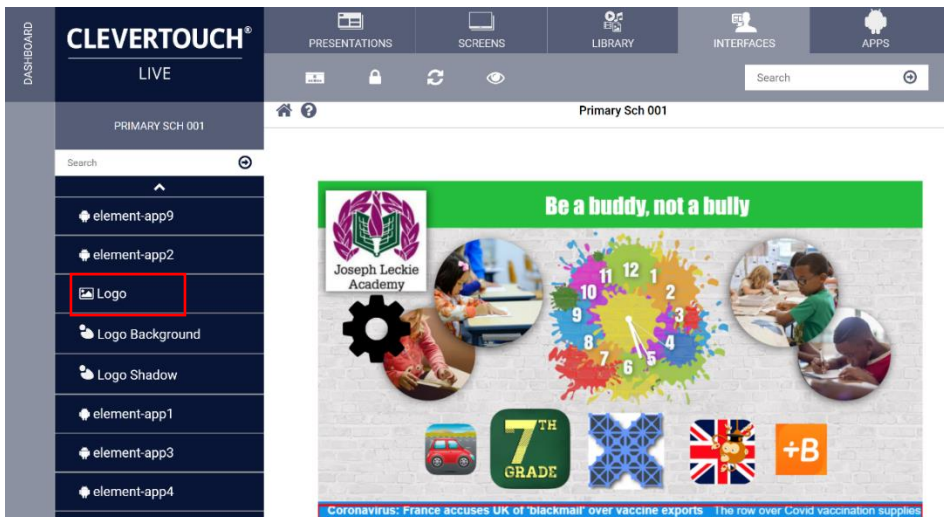 DASHBOARD
CLEVERTOUCH®
LIVE
PRESENTATIONS
SCREENS
LIBRARY
INTERFACES
APPS
Search
PRIMARY SCH 001
Primary Sch 001
Search
element-app9
element-app2
Logo
Logo Background
Logo Shadow
element-app1
element-app3
element-app4
Be a buddy, not a bully
Joseph Leckie
Academy
11 12 1
10 2
9 3
8 4
7 6 5
7TH
GRADE
÷B
Coronavirus: France accuses UK of 'blackmail' over vaccine exports The row over Covid vaccination supplies